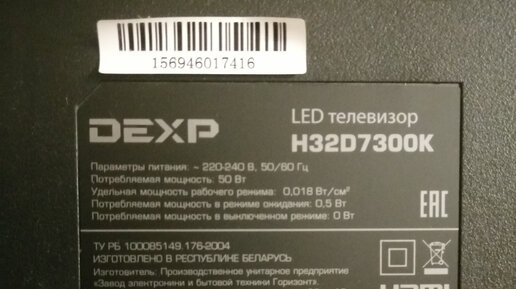 156946017416
DEXP
LED телевизор
H32D7300K
Параметры питания: ~ 220-240 В, 50/60 Гц
Потребляемая мощность: 50 Вт
Удельная мощность рабочего режима: 0,018 Вт/см²
Потребляемая мощность в режиме ожидания: 0,5 Вт
Потребляемая мощность в выключенном режиме: 0 Вт
EAC
ТУ РБ 100085149.176-2004
ИЗГОТОВЛЕНО В РЕСПУБЛИКЕ БЕЛАРУСЬ
Изготовитель: Производственное унитарное предприятие
«Завод электроники и бытовой техники Горизонт».
HDMI